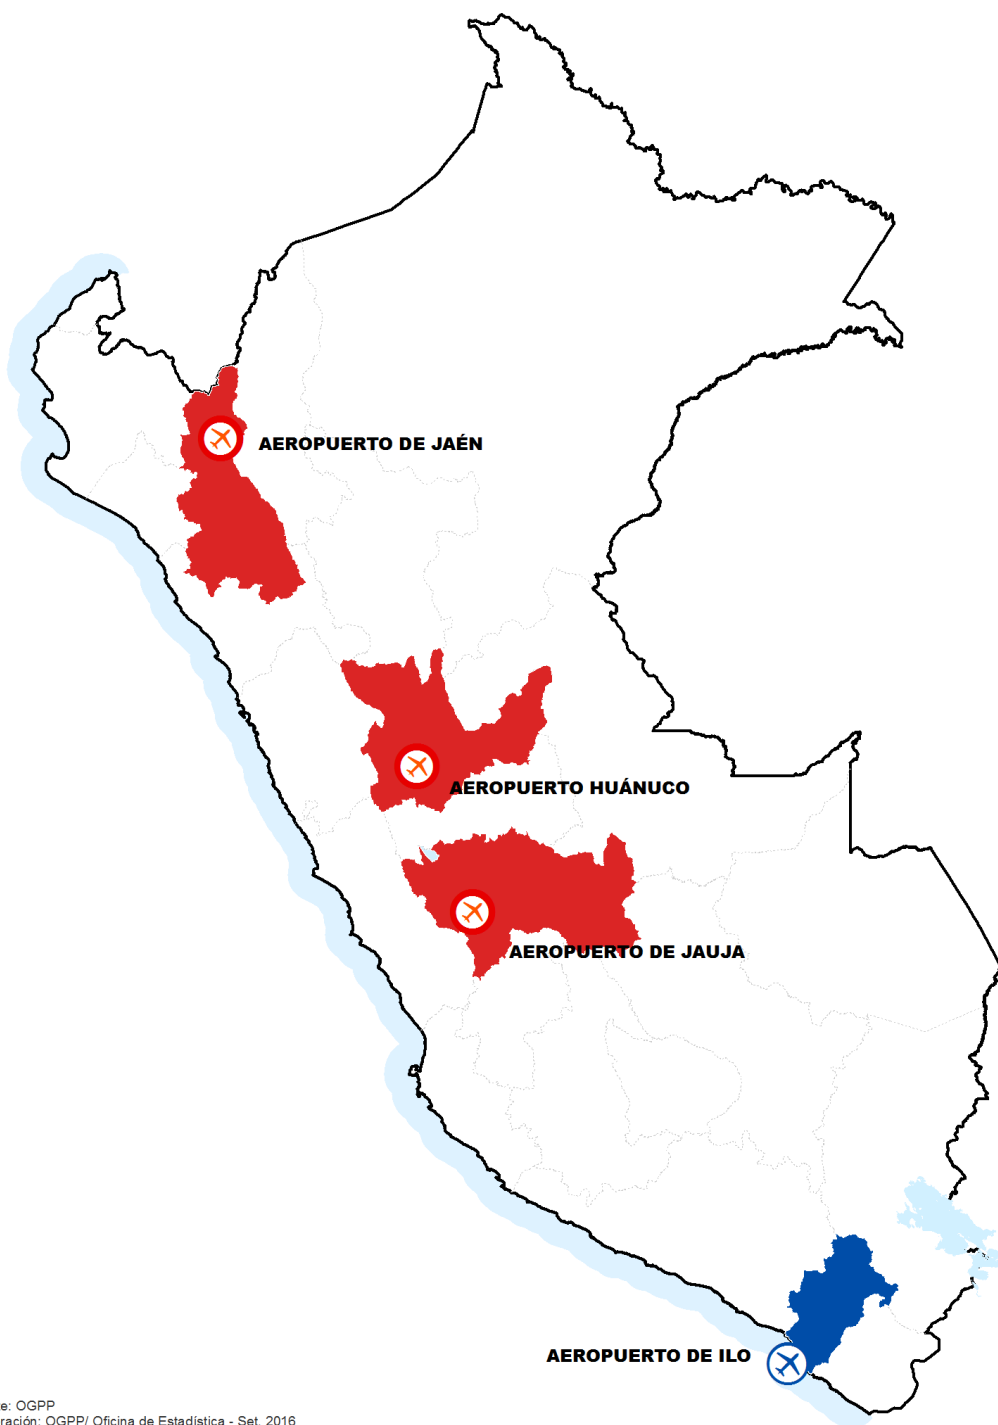 AEROPUERTO DE JAÉN
AEROPUERTO HUÁNUCO
AEROPUERTO DE JAUJA
AEROPUERTO DE ILO
te: OGPP
ración: OGPP/ Oficina de Estadística - Set. 2016